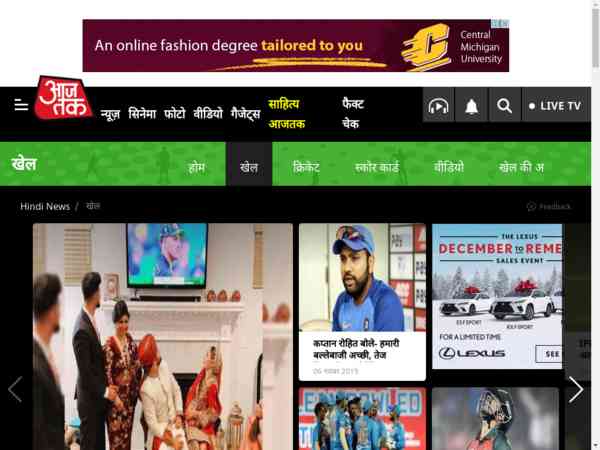 An online fashion degree tailored to you
Central
Michigan
University
आज
तक
न्यूज़ सिनेमा फोटो वीडियो गैजेट्स साहित्य आजतक फैक्ट चेक
LIVE TV
खेल
होम खेल क्रिकेट स्कोर कार्ड वीडियो खेल की अ
Hindi News / खेल
Feedback
THE LEXUS
DECEMBER TO REME
SALES EVENT
ES F SPORT
RX F SPORT
FOR A LIMITED TIME
LEXUS
SEE
कप्तान रोहित बोले- हमारी
बल्लेबाजी अच्छी, तेज
06 नवंबर 2019